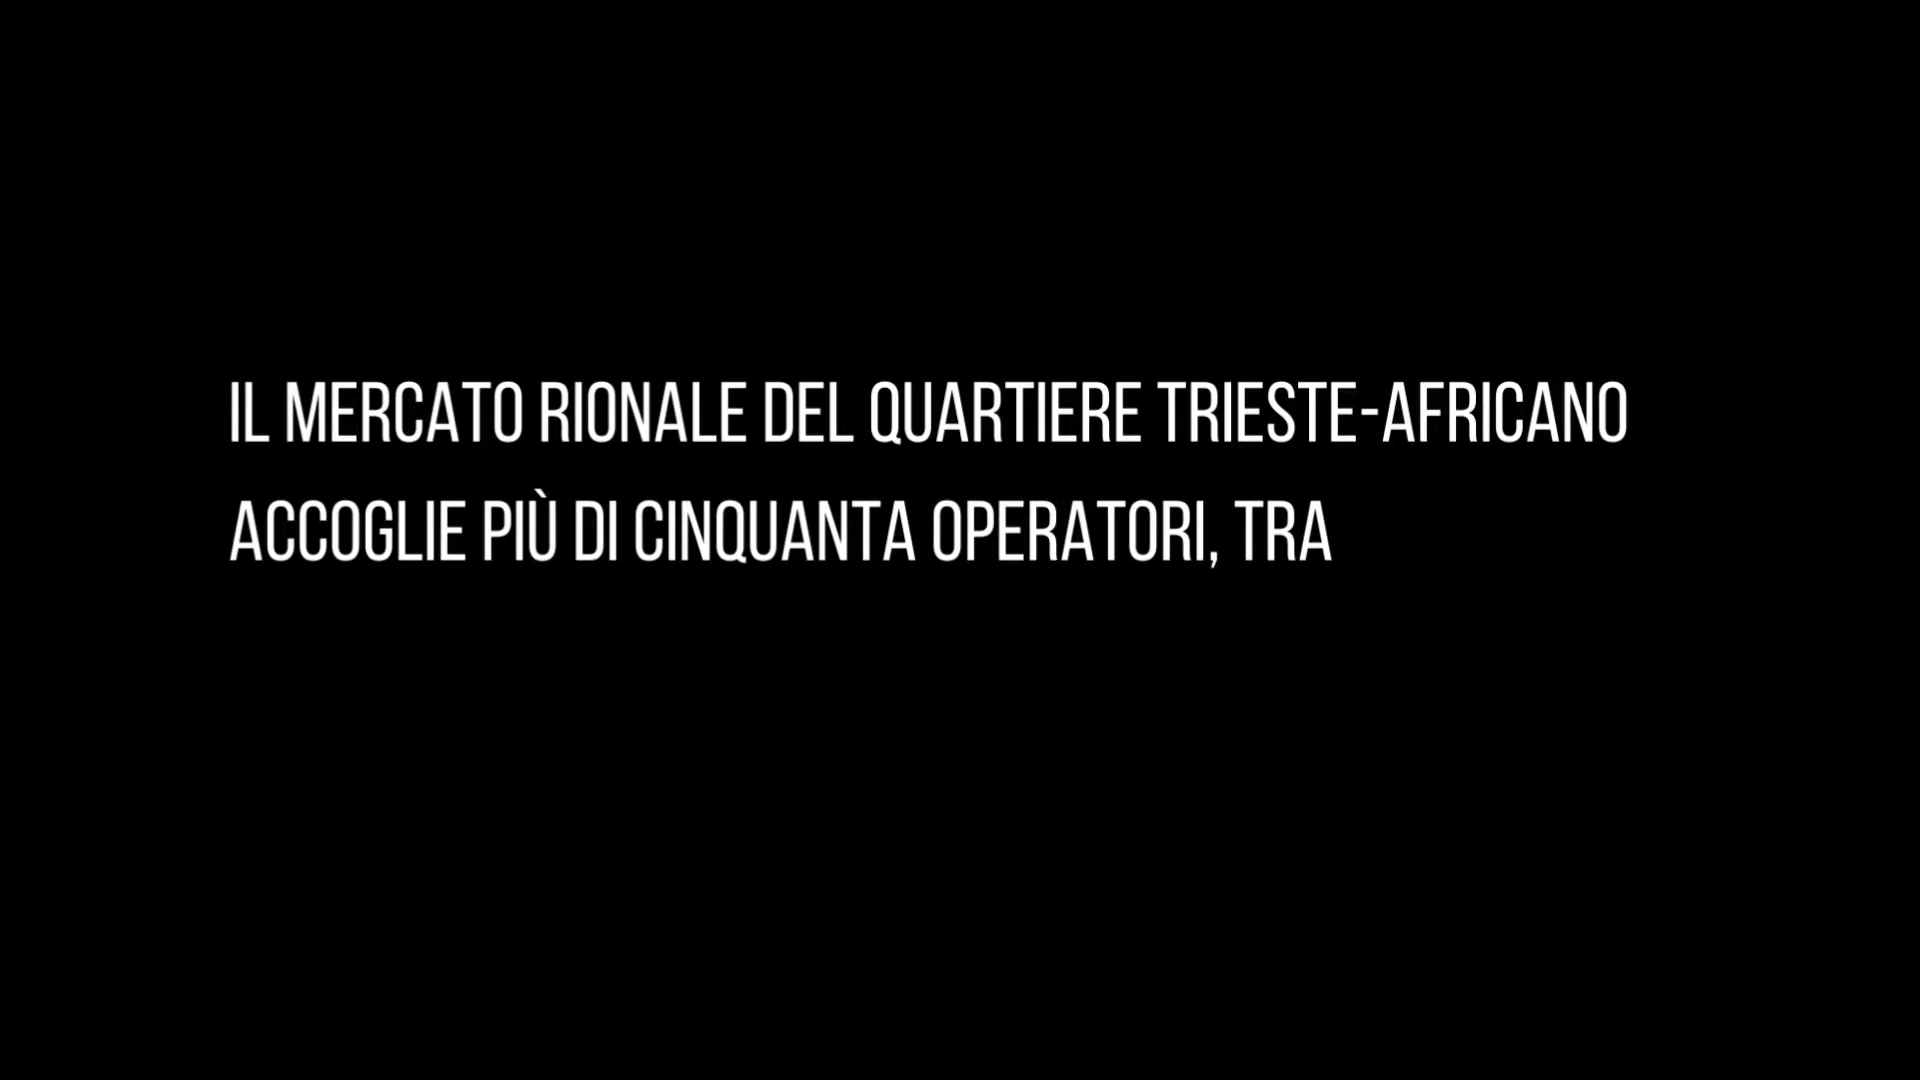 IL MERCATO RIONALE DEL QUARTIERE TRIESTE-AFRICANO
ACCOGLIE PIÙ DI CINQUANTA OPERATORI, TRA